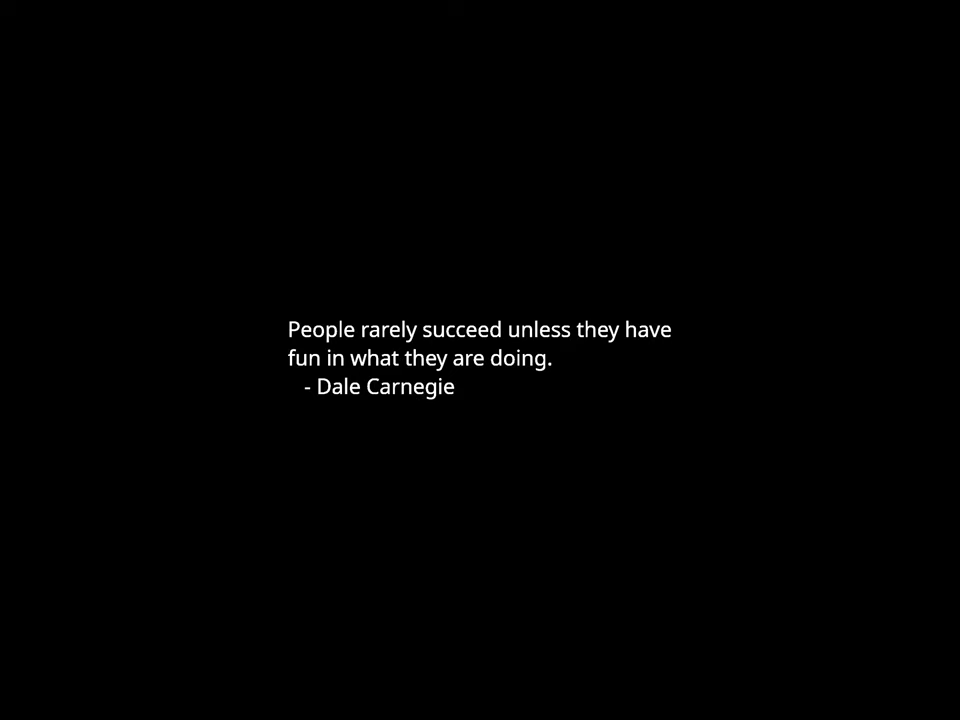 People rarely succeed unless they have
fun in what they are doing.
- Dale Carnegie